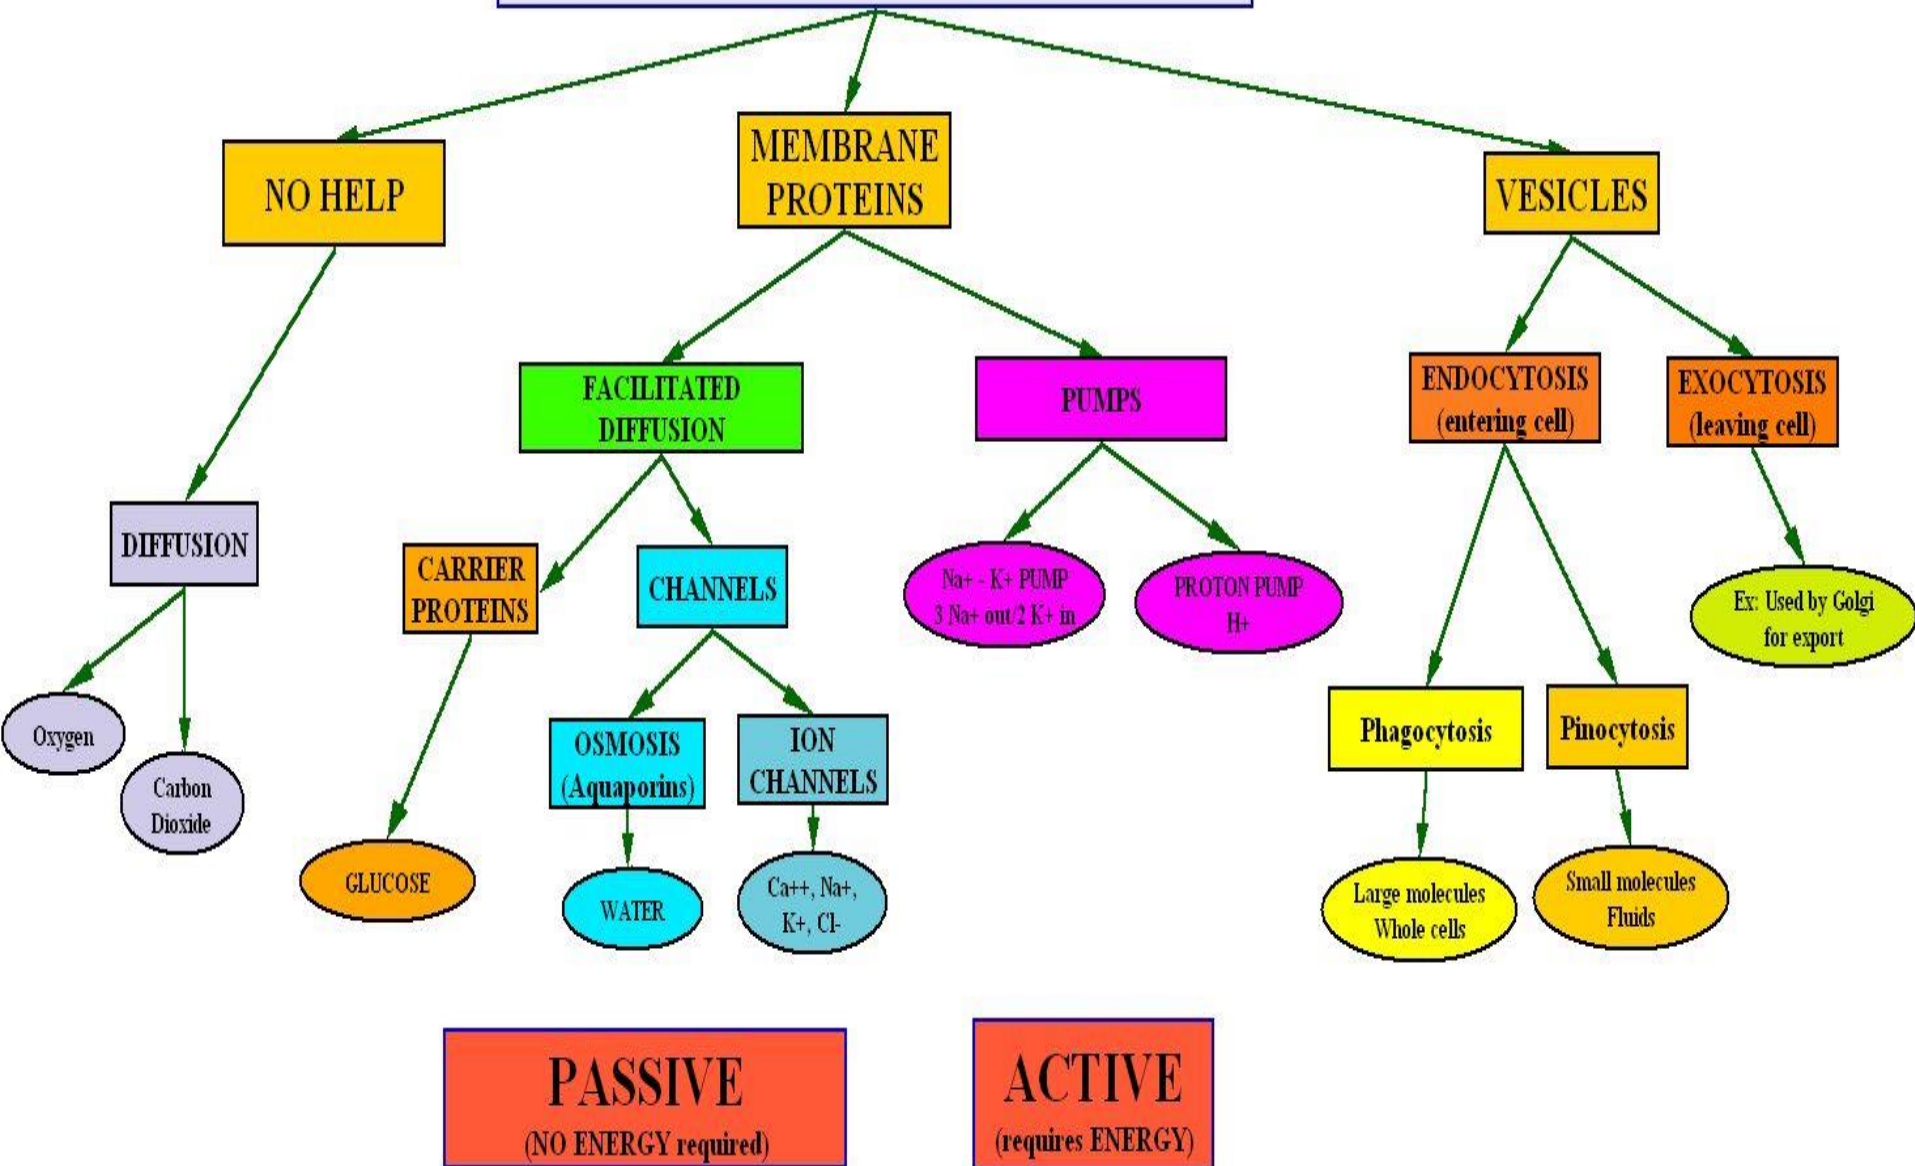 NO HELP
MEMBRANE
PROTEINS
VESICLES
FACILITATED
DIFFUSION
PUMPS
ENDOCYTOSIS
(entering cell)
EXOCYTOSIS
(leaving cell)
DIFFUSION
CARRIER
PROTEINS
CHANNELS
Na+ - K+ PUMP
3 Na+ out/2 K+ in
PROTON PUMP
H+
Ex: Used by Golgi
for export
Oxygen
Carbon
Dioxide
OSMOSIS
(Aquaporins)
ION
CHANNELS
Phagocytosis
Pinocytosis
GLUCOSE
WATER
Ca++, Na+,
K+, Cl-
Large molecules
Whole cells
Small molecules
Fluids
PASSIVE
(NO ENERGY required)
ACTIVE
(requires ENERGY)